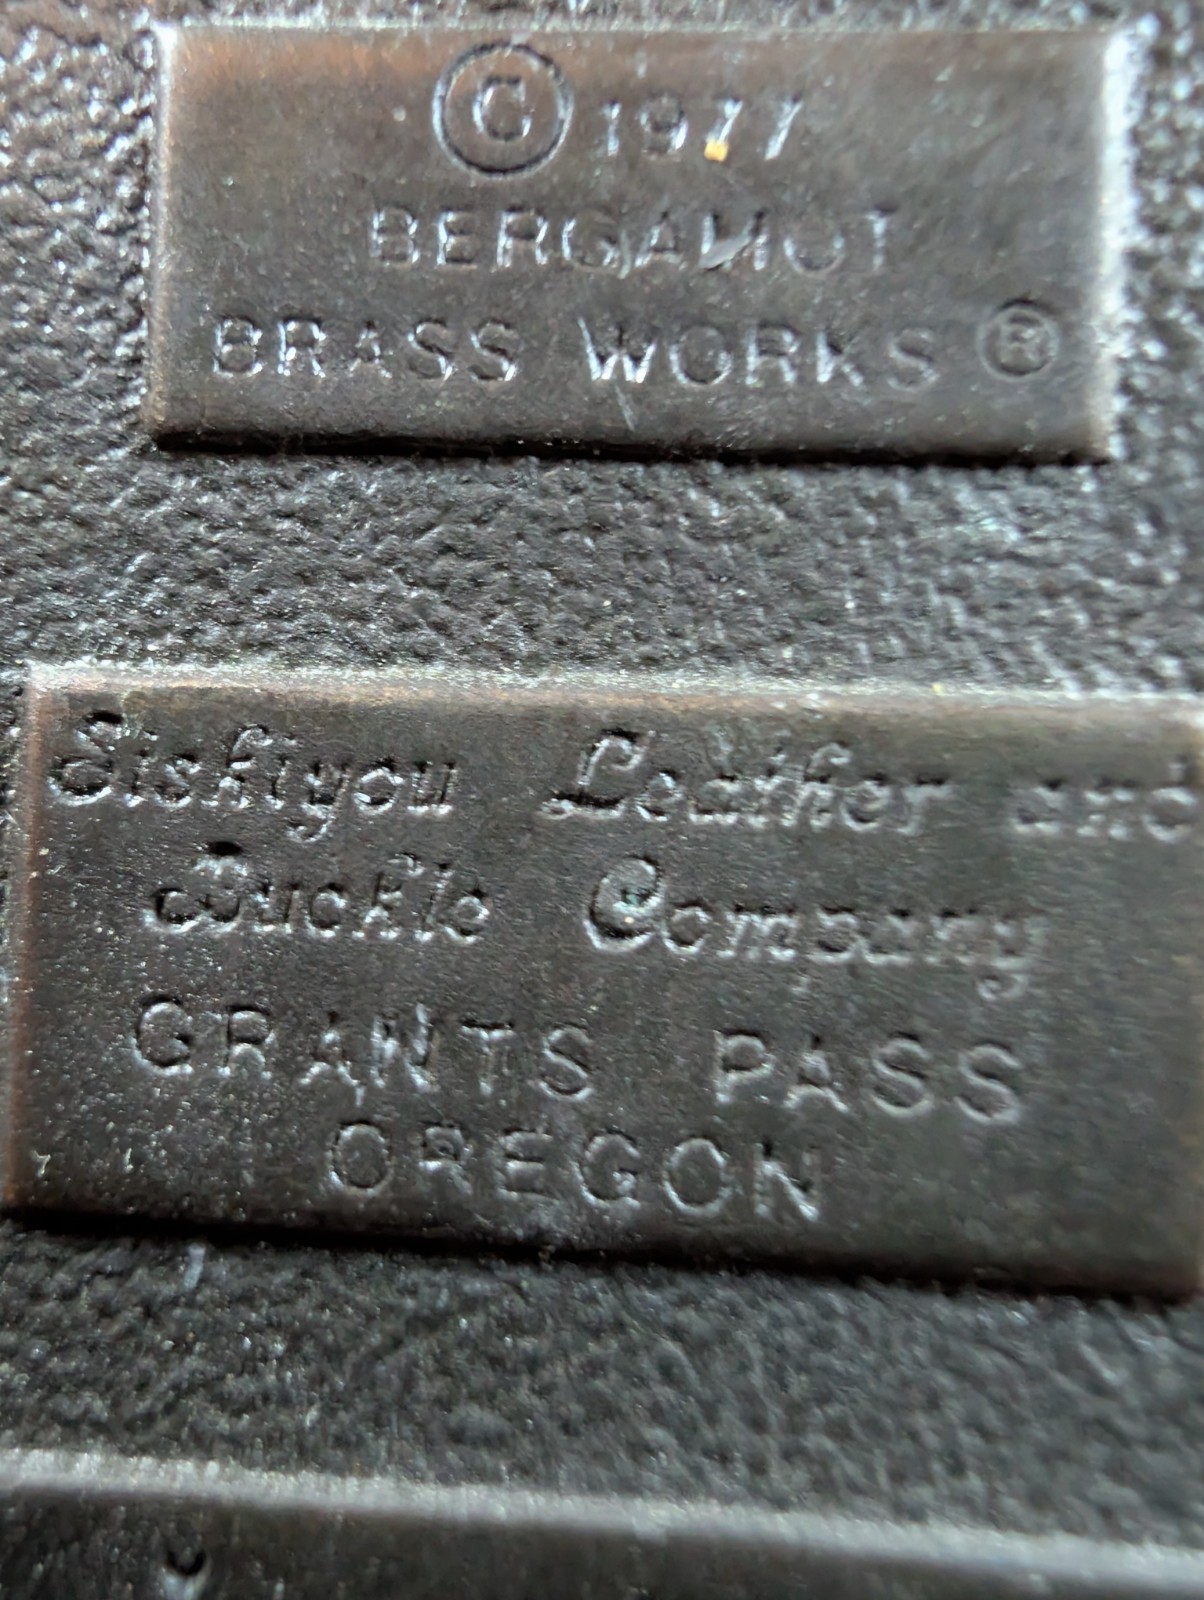 © 1977
BERGAMOT
BRASS WORKS ®
Siskiyou Leather and
Buckle Company
GRANTS PASS
OREGON